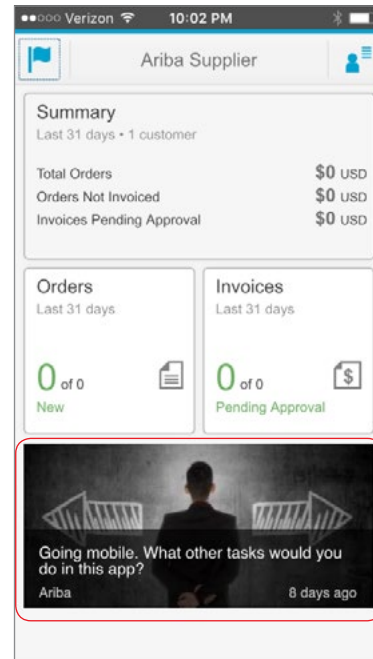 Verizon 10:02 PM
Ariba Supplier
Summary
Last 31 days • 1 customer
Total Orders $0 USD
Orders Not Invoiced $0 USD
Invoices Pending Approval $0 USD
Orders
Last 31 days
0 of 0
New
Invoices
Last 31 days
0 of 0
$
Pending Approval
Going mobile. What other tasks would you
do in this app?
Ariba 8 days ago